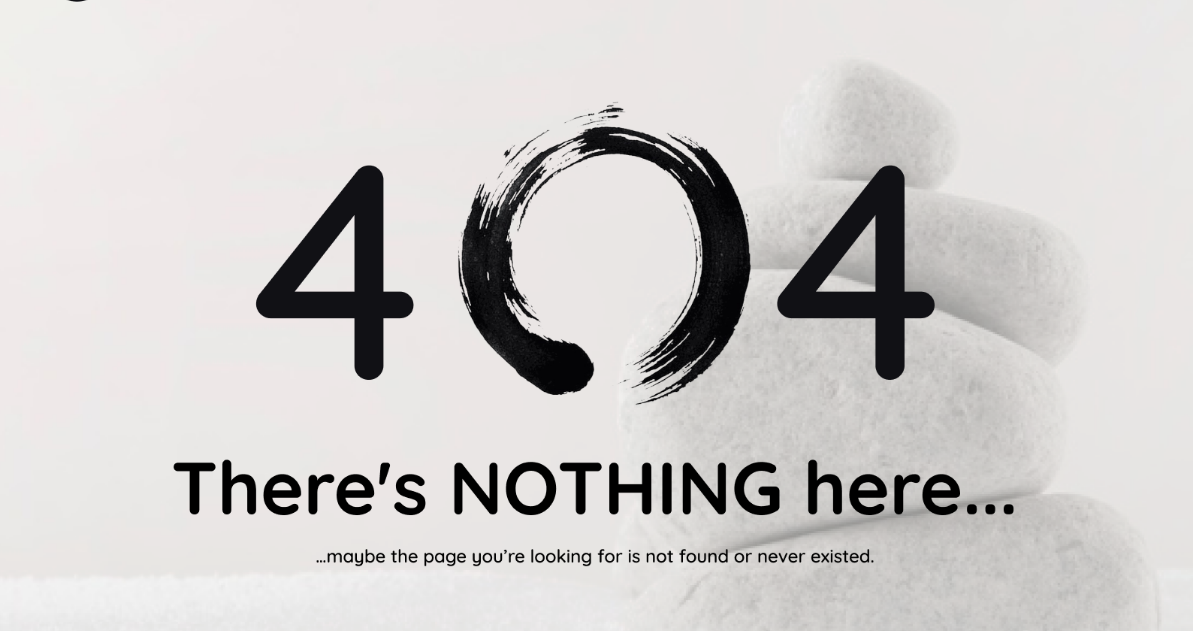 404
There's NOTHING here...
...maybe the page you’re looking for is not found or never existed.